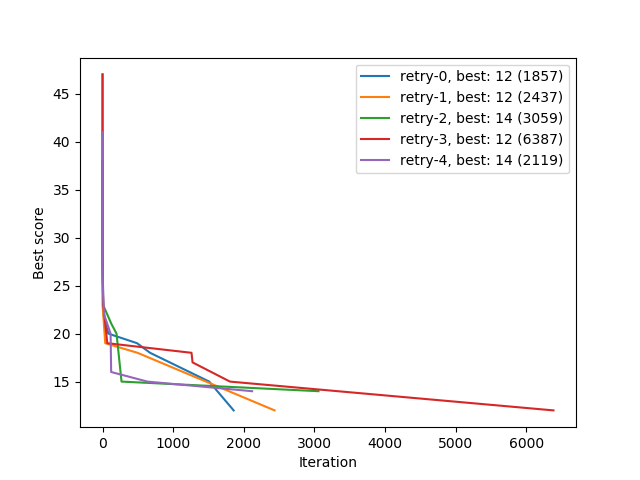 retry-0, best: 12 (1857)
retry-1, best: 12 (2437)
retry-2, best: 14 (3059)
retry-3, best: 12 (6387)
retry-4, best: 14 (2119)
45
40
35
30
25
20
15
Best score
0 1000 2000 3000 4000 5000 6000
Iteration